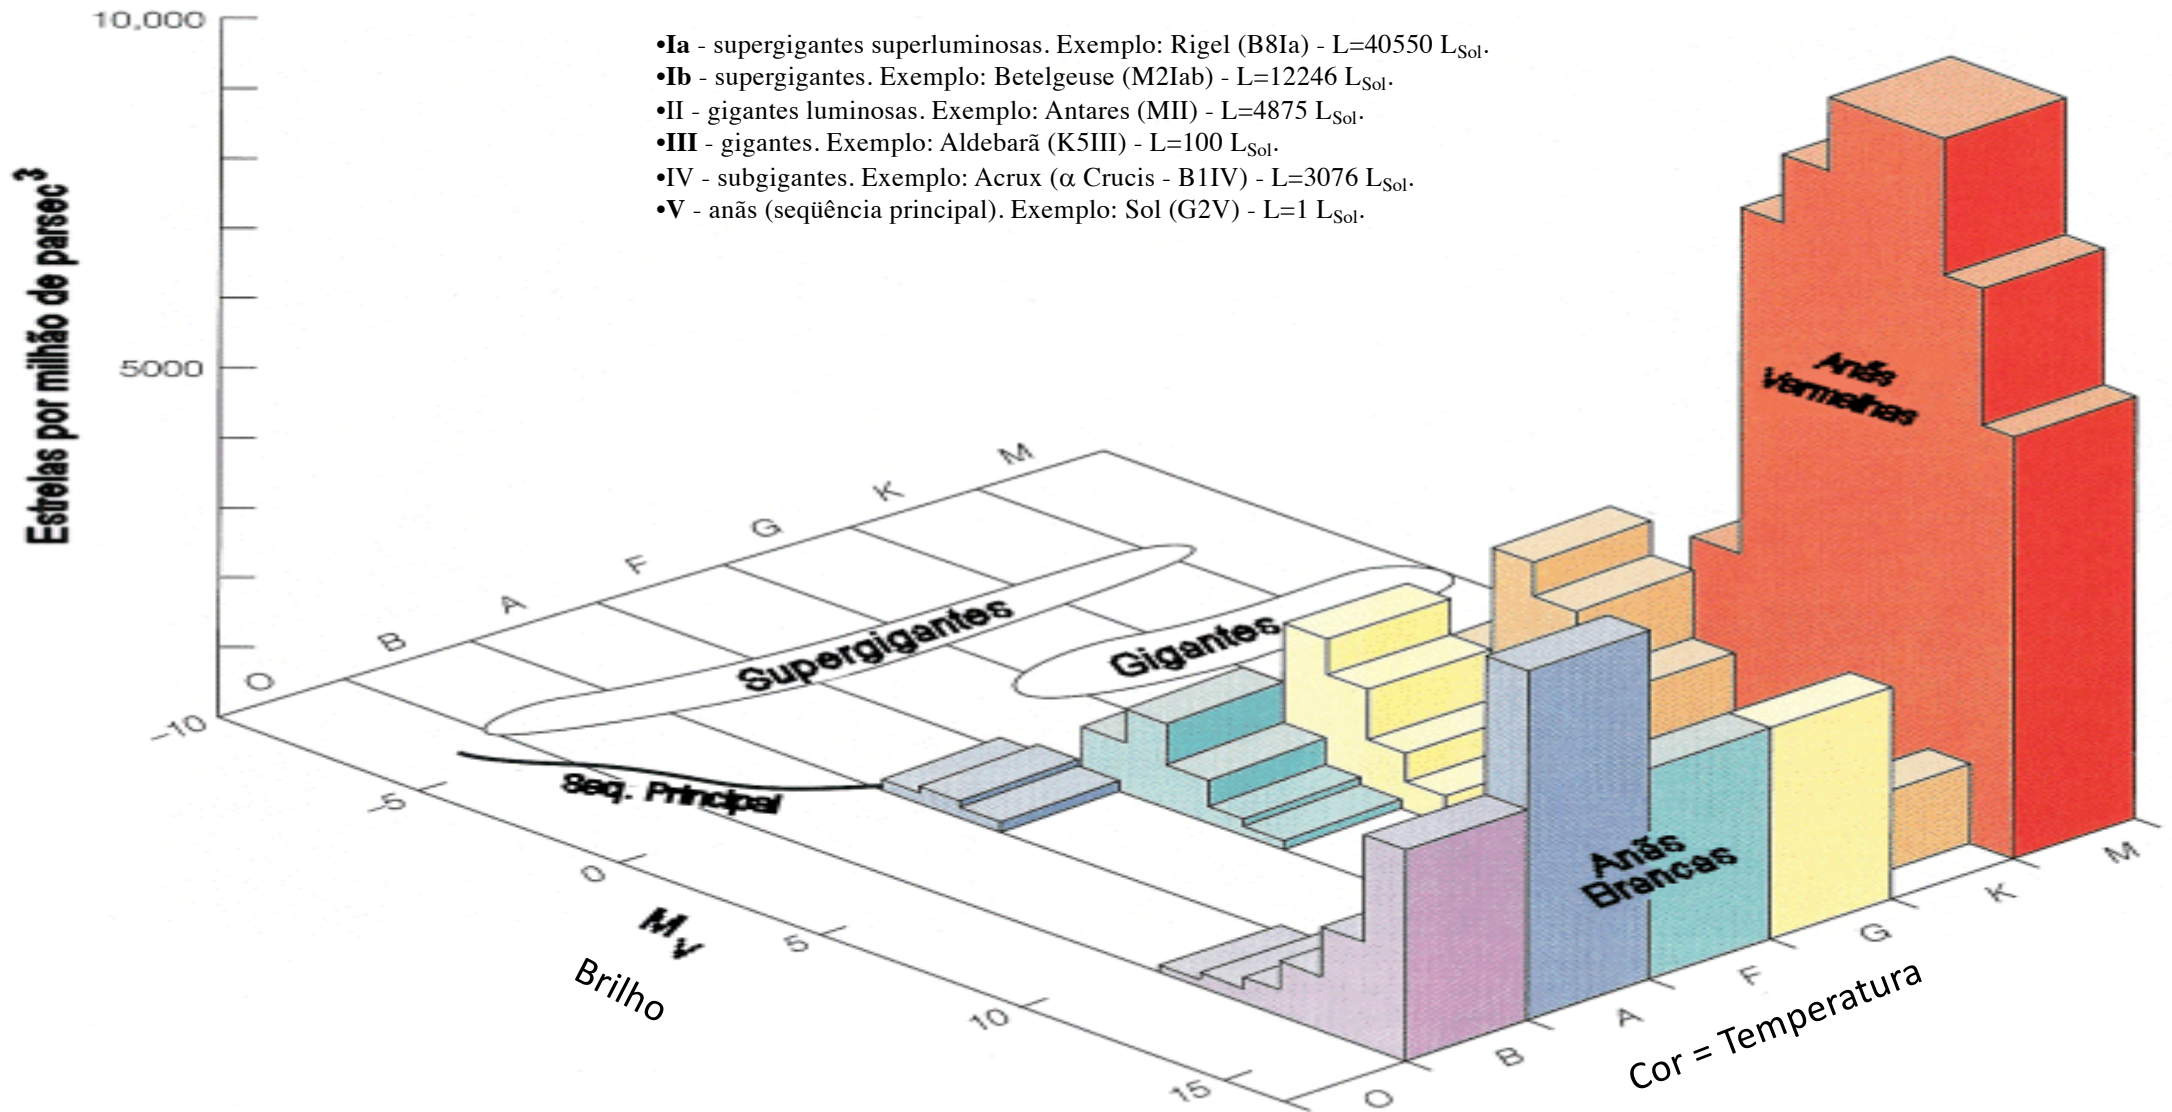 10,000
•Ia - supergigantes superluminosas. Exemplo: Rigel (B8Ia) - L=40550 LSol.
•Ib - supergigantes. Exemplo: Betelgeuse (M2Iab) - L=12246 LSol.
•II - gigantes luminosas. Exemplo: Antares (MII) - L=4875 LSol.
•III - gigantes. Exemplo: Aldebarã (K5III) - L=100 LSol.
•IV - subgigantes. Exemplo: Acrux (α Crucis - B1IV) - L=3076 LSol.
•V - anãs (seqüência principal). Exemplo: Sol (G2V) - L=1 LSol.
Estrelas por milhão de parsec³
5000
Anãs
Vermelhas
M
K
G
F
A
B
O
Supergigantes
Gigantes
Seq. Principal
-10
-5
0
5
10
15
Mv
Brilho
Anãs
Brancas
O
B
A
F
G
K
M
Cor = Temperatura